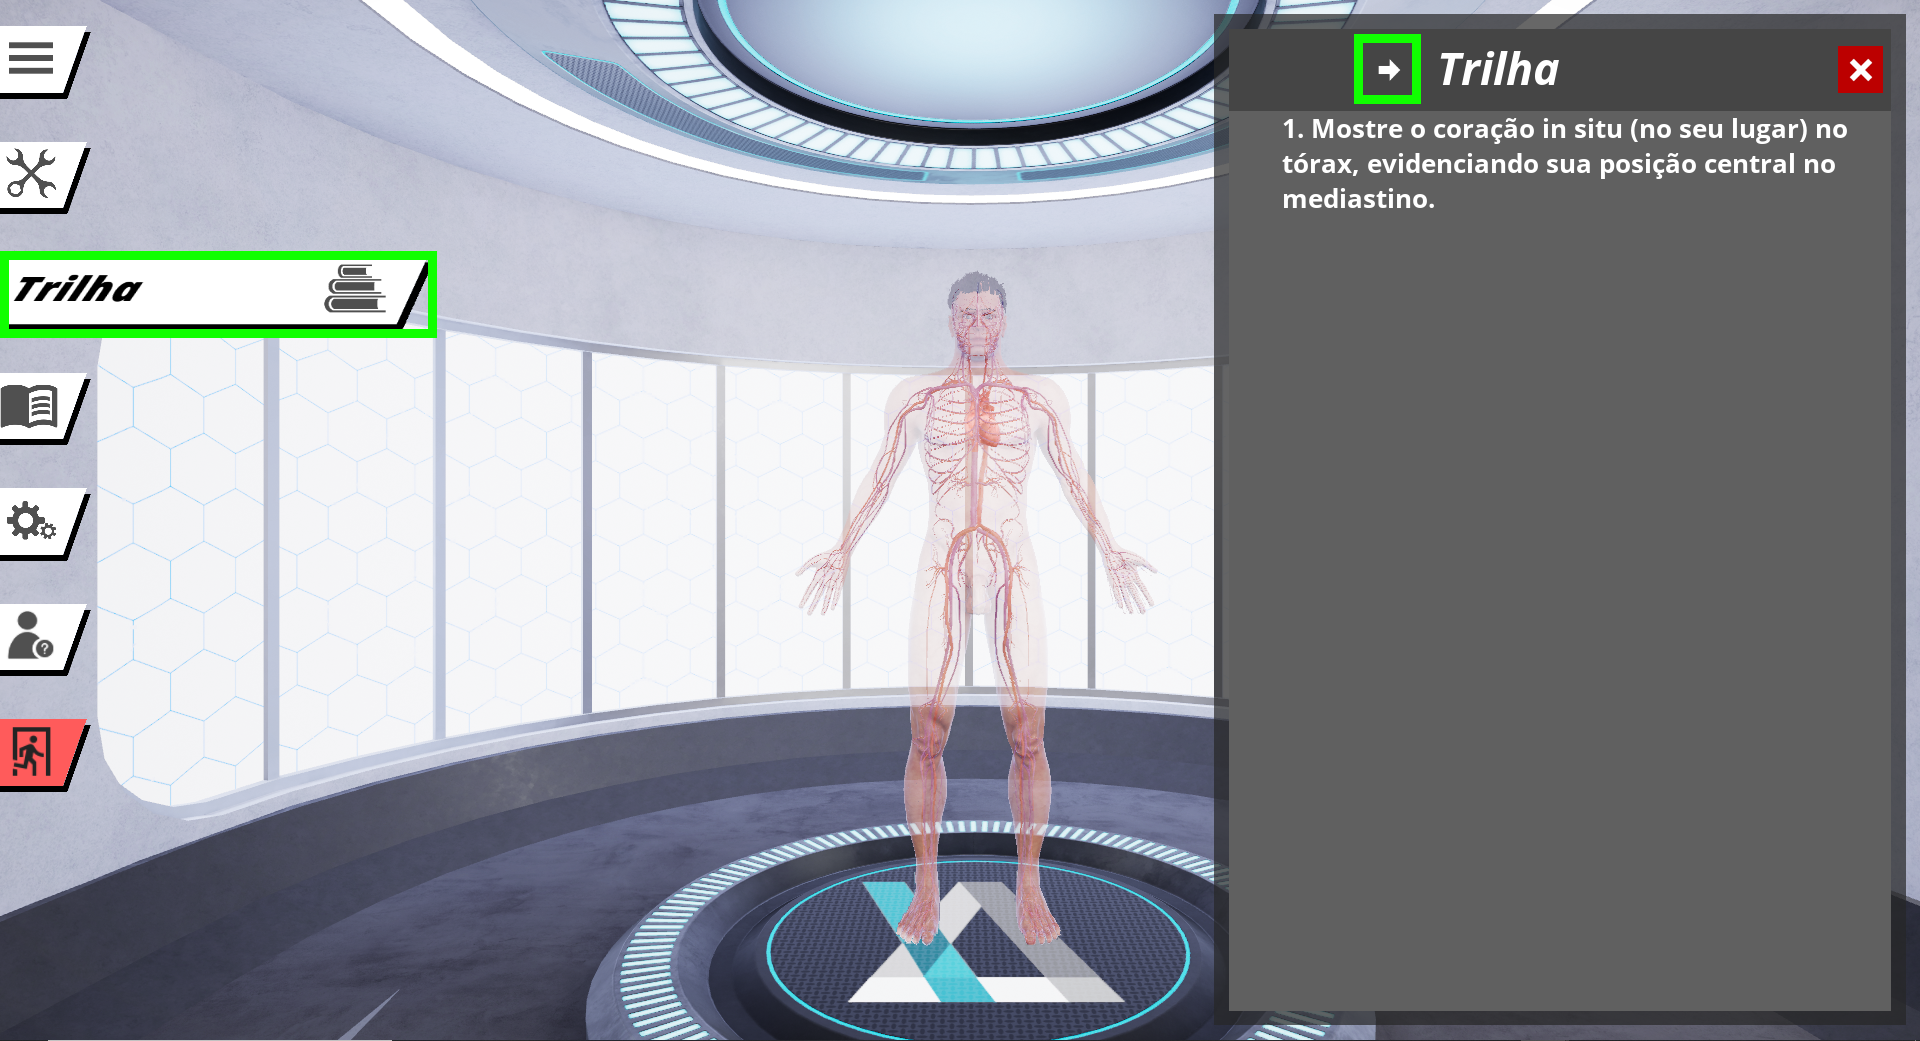 Trilha
Trilha
1. Mostre o coração in situ (no seu lugar) no
tórax, evidenciando sua posição central no
mediastino.